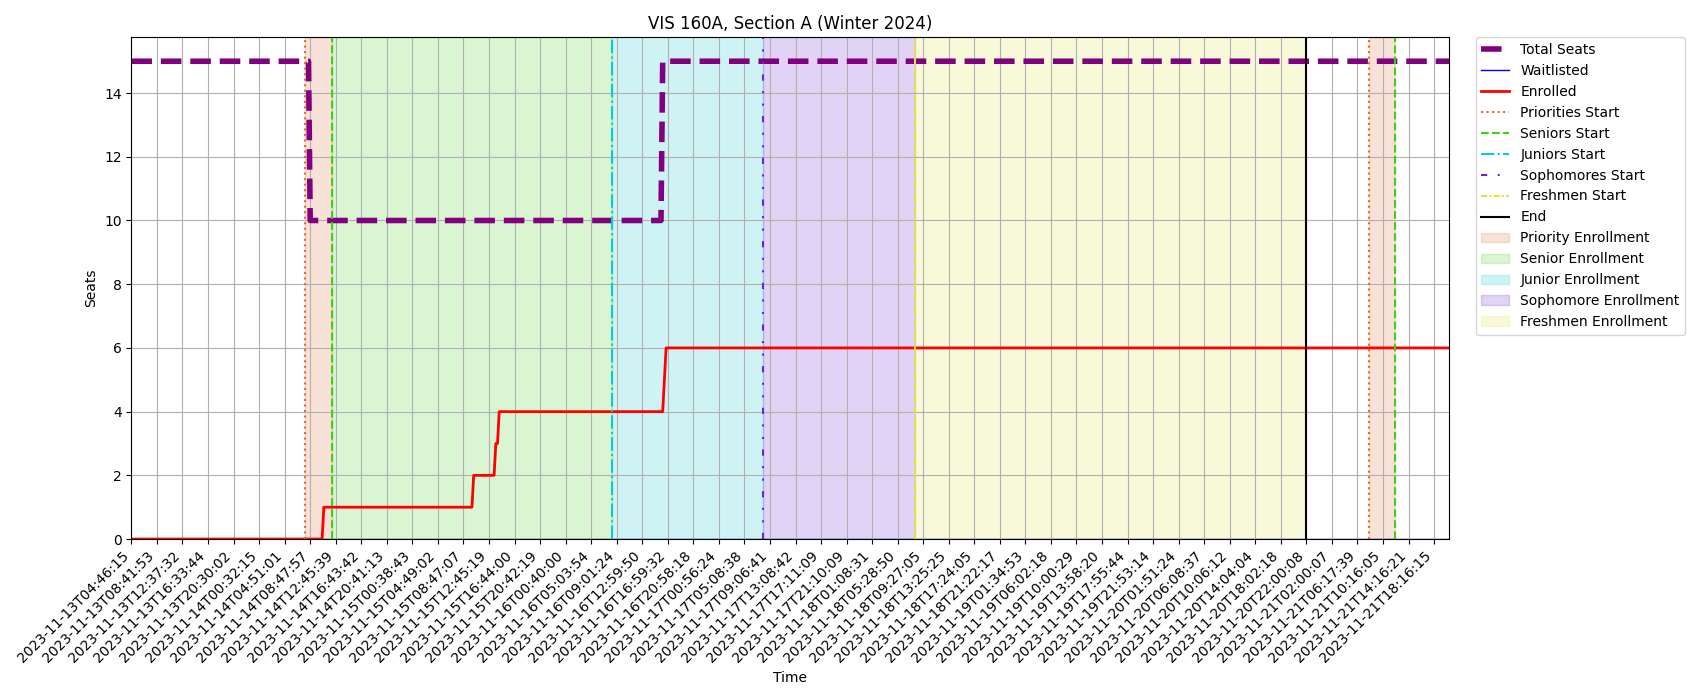 VIS 160A, Section A (Winter 2024)
Seats
14
12
10
8
6
4
2
0
2023-11-13T04:46:15
2023-11-13T08:41:53
2023-11-13T12:37:32
2023-11-13T16:33:44
2023-11-13T20:30:02
2023-11-14T00:32:15
2023-11-14T04:51:01
2023-11-14T08:47:57
2023-11-14T12:45:39
2023-11-14T16:43:42
2023-11-14T20:41:13
2023-11-15T00:38:43
2023-11-15T04:49:02
2023-11-15T08:47:07
2023-11-15T12:45:19
2023-11-15T16:44:00
2023-11-15T20:42:19
2023-11-16T00:40:00
2023-11-16T05:03:54
2023-11-16T09:01:24
2023-11-16T12:59:50
2023-11-16T16:59:32
2023-11-16T20:58:18
2023-11-17T00:56:24
2023-11-17T05:08:38
2023-11-17T09:06:41
2023-11-17T13:08:42
2023-11-17T17:11:09
2023-11-17T21:10:09
2023-11-18T01:08:31
2023-11-18T05:28:50
2023-11-18T09:27:05
2023-11-18T13:25:25
2023-11-18T17:24:05
2023-11-18T21:22:17
2023-11-19T01:34:53
2023-11-19T06:02:18
2023-11-19T10:00:29
2023-11-19T13:58:20
2023-11-19T17:55:44
2023-11-19T21:53:14
2023-11-20T01:51:24
2023-11-20T06:08:37
2023-11-20T10:06:12
2023-11-20T14:04:04
2023-11-20T18:02:18
2023-11-20T22:00:08
2023-11-21T02:00:07
2023-11-21T06:17:39
2023-11-21T10:16:05
2023-11-21T14:16:21
2023-11-21T18:16:15
Time
Total Seats
Waitlisted
Enrolled
Priorities Start
Seniors Start
Juniors Start
Sophomores Start
Freshmen Start
End
Priority Enrollment
Senior Enrollment
Junior Enrollment
Sophomore Enrollment
Freshmen Enrollment